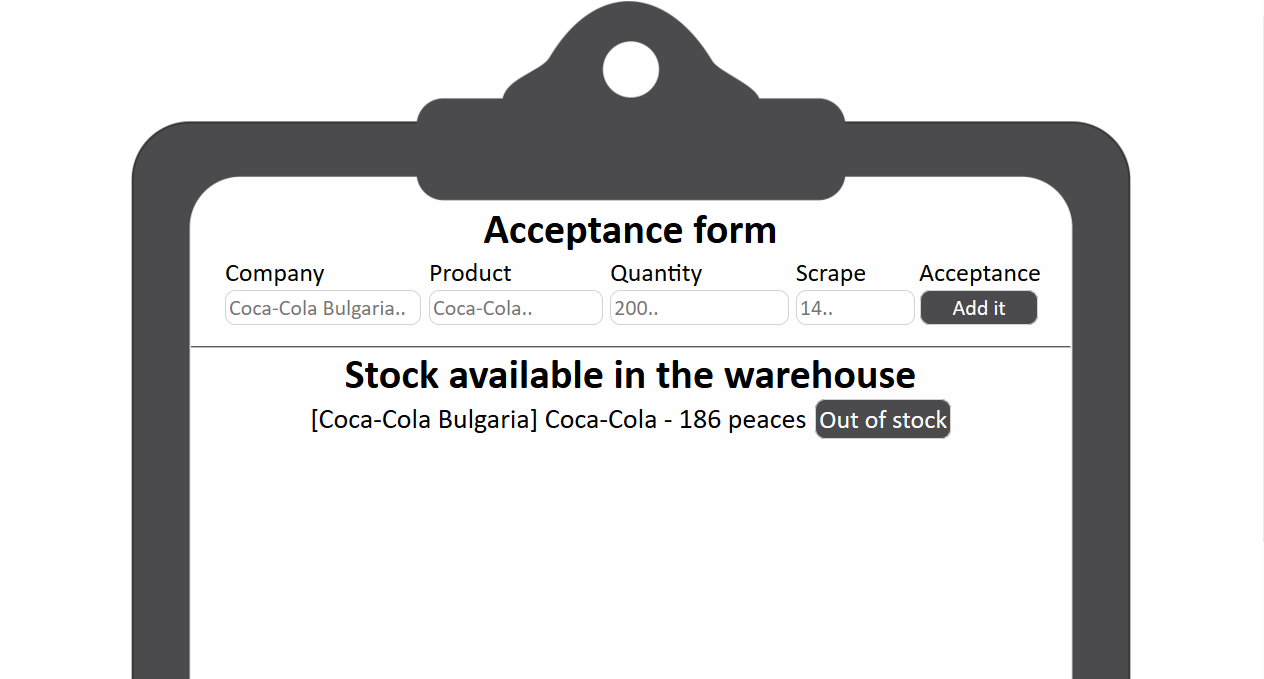 Acceptance form
Company Product Quantity Scrape Acceptance
Coca-Cola Bulgaria.. Coca-Cola.. 200.. 14.. Add it
Stock available in the warehouse
[Coca-Cola Bulgaria] Coca-Cola - 186 peaces Out of stock